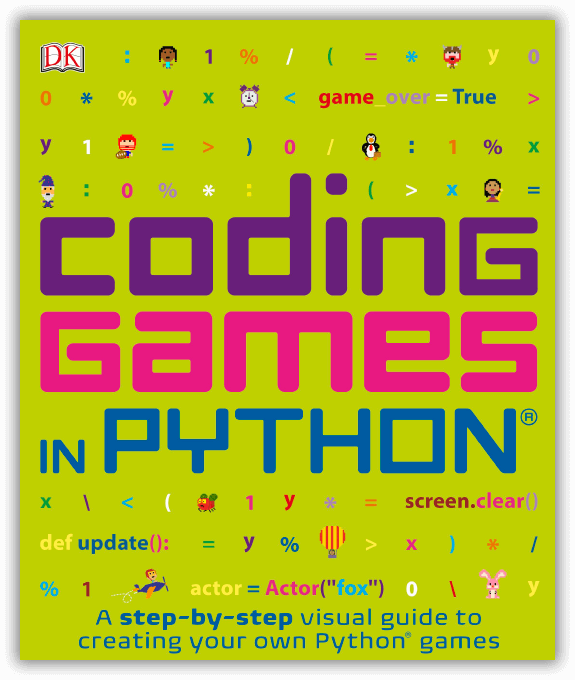 DK : 1 % / ( = * y 0
0 * % y x < game_over = True >
y 1 = > ) 0 / : 1 % x
: 0 % * : ( > x =
coding
Games
IN PYTHON®
x \ < ( 1 y * = screen.clear()
def update(): = y % > x ) * /
% 1 actor = Actor("fox") 0 \ y
A step-by-step visual guide to
creating your own Python® games